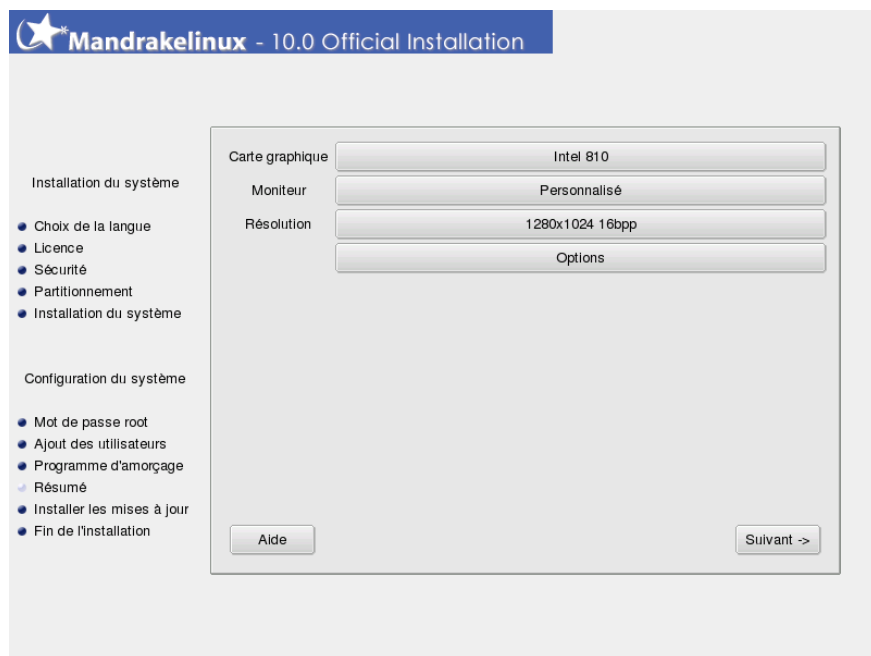 Mandrakelinux - 10.0 Official Installation
Installation du système
Choix de la langue
Licence
Sécurité
Partitionnement
Installation du système
Configuration du système
Mot de passe root
Ajout des utilisateurs
Programme d'amorçage
Résumé
Installer les mises à jour
Fin de l'installation
Carte graphique Intel 810
Moniteur Personnalisé
Résolution 1280x1024 16bpp
Options
Aide Suivant ->